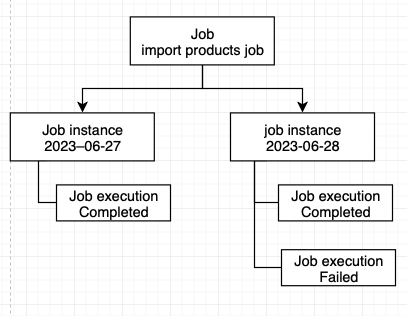 Job
import products job
Job instance
2023–06-27
job instance
2023-06-28
Job execution
Completed
Job execution
Completed
Job execution
Failed